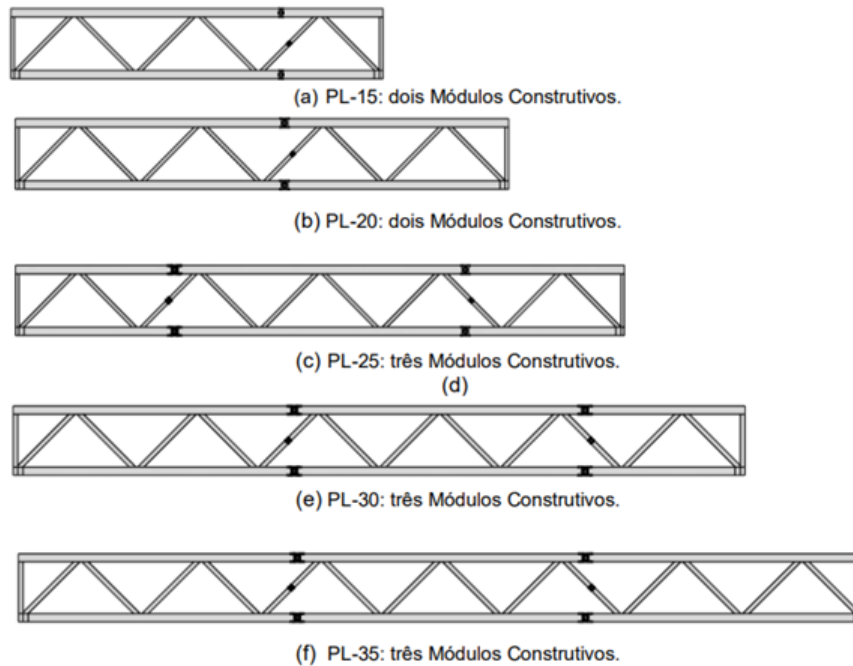 (a) PL-15: dois Módulos Construtivos.
(b) PL-20: dois Módulos Construtivos.
(c) PL-25: três Módulos Construtivos.
(d)
(e) PL-30: três Módulos Construtivos.
(f) PL-35: três Módulos Construtivos.